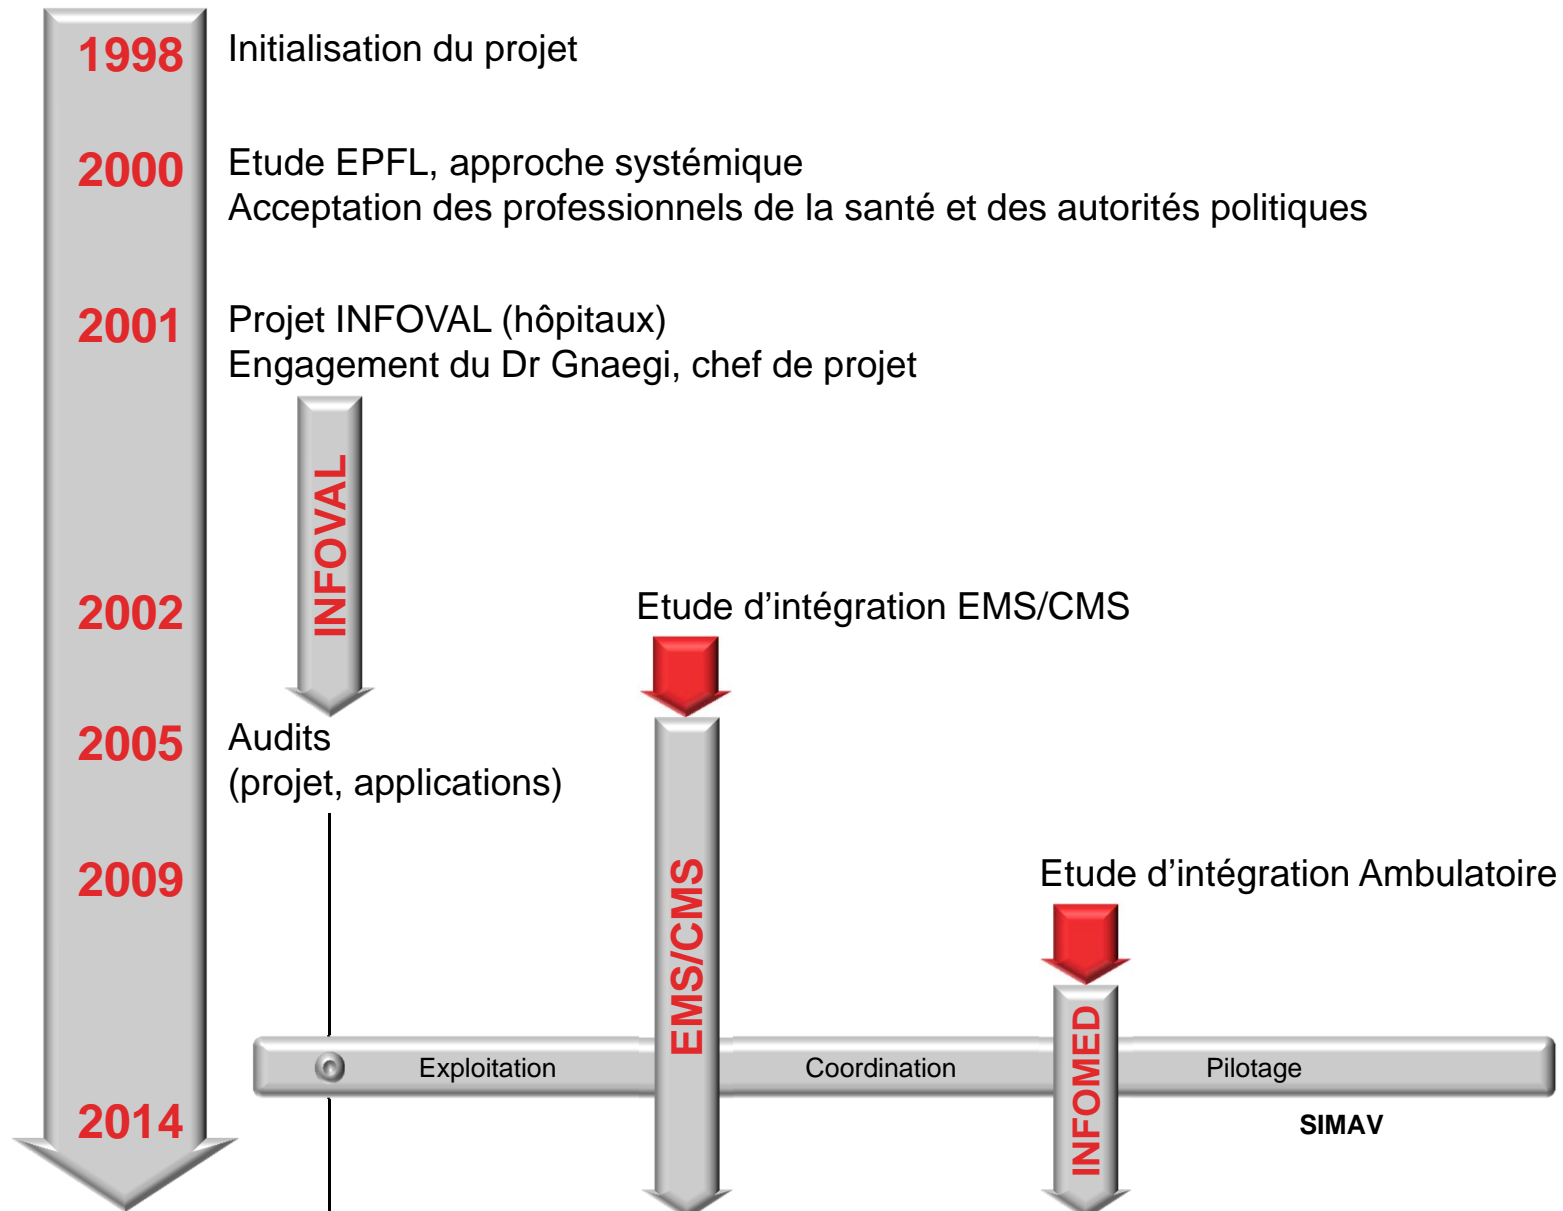 1998
Initialisation du projet
2000
Etude EPFL, approche systémique
Acceptation des professionnels de la santé et des autorités politiques
2001
Projet INFOVAL (hôpitaux)
Engagement du Dr Gnaegi, chef de projet
INFOVAL
2002
Etude d’intégration EMS/CMS
2005
Audits
(projet, applications)
EMS/CMS
2009
Etude d’intégration Ambulatoire
INFOMED
Exploitation
Coordination
Pilotage
2014
SIMAV